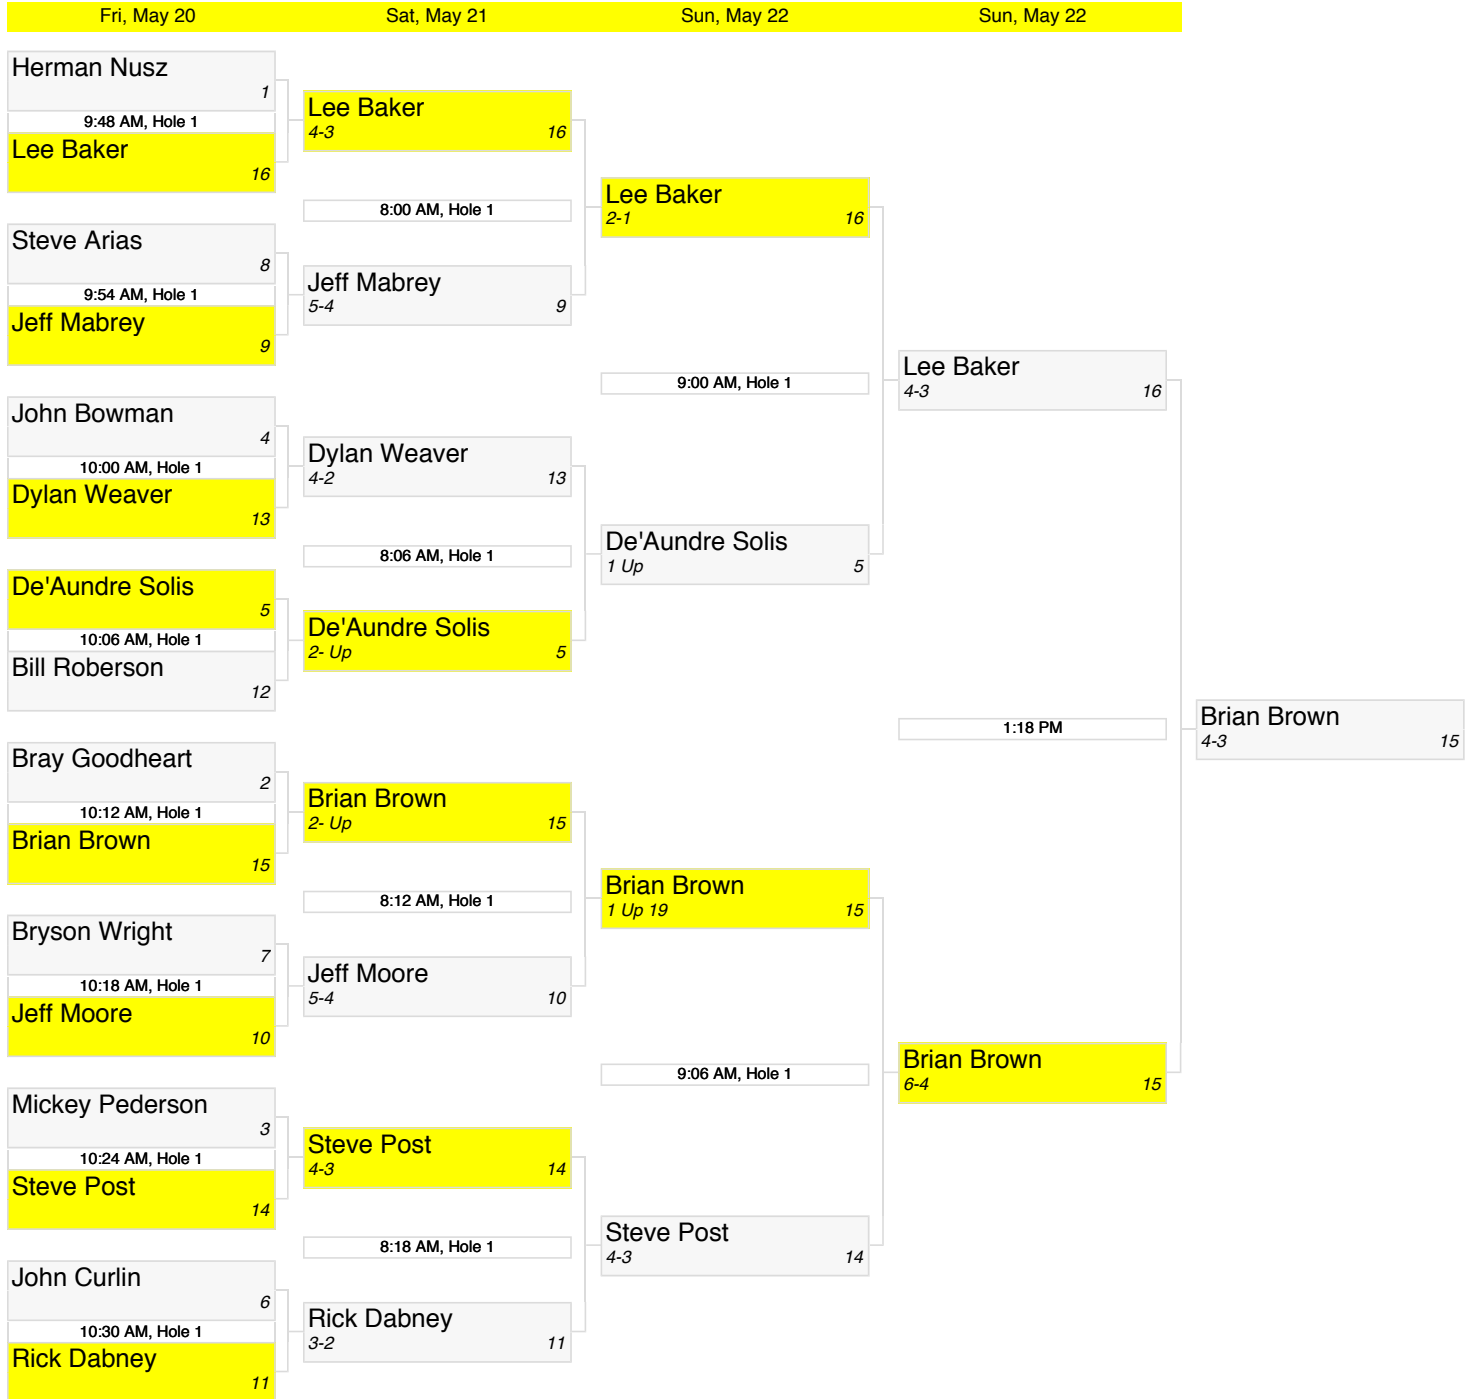 Fri, May 20
Sat, May 21
Sun, May 22
Sun, May 22
Herman Nusz
1
9:48 AM, Hole 1
Lee Baker
16
Steve Arias
8
9:54 AM, Hole 1
Jeff Mabrey
9
John Bowman
4
10:00 AM, Hole 1
Dylan Weaver
13
De'Aundre Solis
5
10:06 AM, Hole 1
Bill Roberson
12
Bray Goodheart
2
10:12 AM, Hole 1
Brian Brown
15
Bryson Wright
7
10:18 AM, Hole 1
Jeff Moore
10
Mickey Pederson
3
10:24 AM, Hole 1
Steve Post
14
John Curlin
6
10:30 AM, Hole 1
Rick Dabney
11
Lee Baker
4-3 16
8:00 AM, Hole 1
Jeff Mabrey
5-4 9
Dylan Weaver
4-2 13
8:06 AM, Hole 1
De'Aundre Solis
2- Up 5
Brian Brown
2- Up 15
8:12 AM, Hole 1
Jeff Moore
5-4 10
Steve Post
4-3 14
8:18 AM, Hole 1
Rick Dabney
3-2 11
Lee Baker
2-1 16
9:00 AM, Hole 1
De'Aundre Solis
1 Up 5
Brian Brown
1 Up 19 15
9:06 AM, Hole 1
Steve Post
4-3 14
Lee Baker
4-3 16
1:18 PM
Brian Brown
6-4 15
Brian Brown
4-3 15